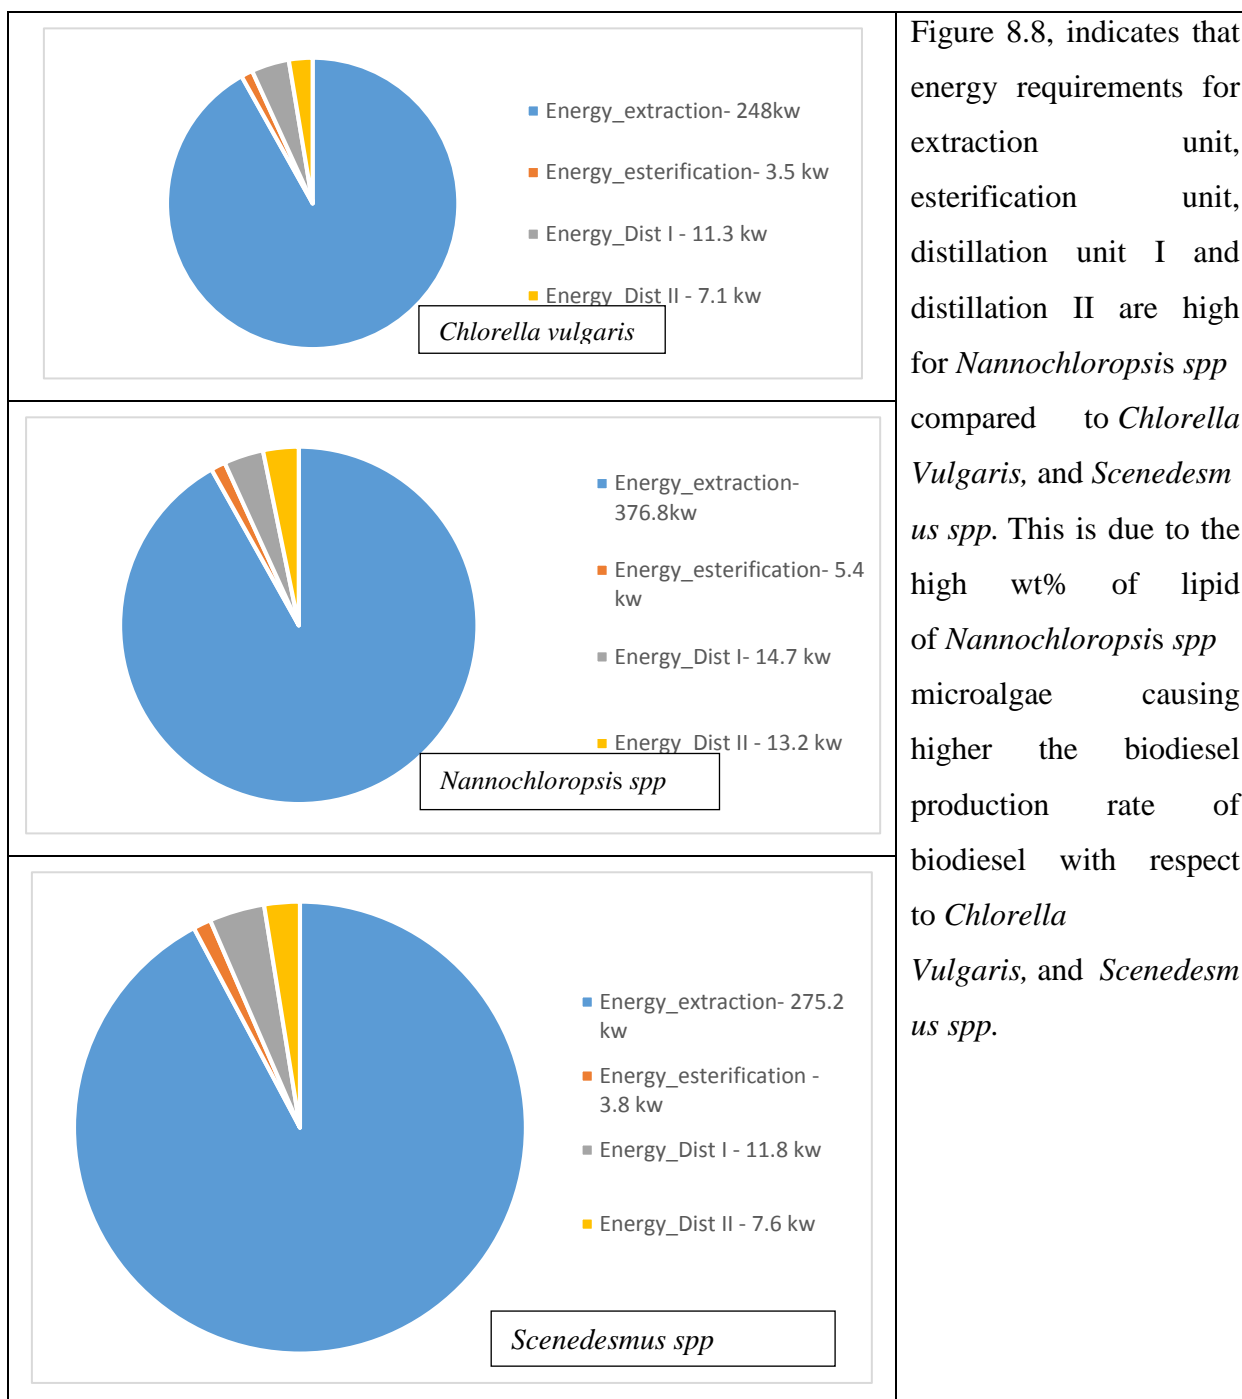 Energy_extraction- 248kw
Energy_esterification- 3.5 kw
Energy_Dist I - 11.3 kw
Energy_Dist II - 7.1 kw
Chlorella vulgaris
Energy_extraction-
376.8kw
Energy_esterification- 5.4
kw
Energy_Dist I- 14.7 kw
Energy_Dist II - 13.2 kw
Nannochloropsis spp
Energy_extraction- 275.2
kw
Energy_esterification -
3.8 kw
Energy_Dist I - 11.8 kw
Energy_Dist II - 7.6 kw
Scenedesmus spp
Figure 8.8, indicates that
energy requirements for
extraction unit,
esterification unit,
distillation unit I and
distillation II are high
for Nannochloropsis spp
compared to Chlorella
Vulgaris, and Scenedesm
us spp. This is due to the
high wt% of lipid
of Nannochloropsis spp
microalgae causing
higher the biodiesel
production rate of
biodiesel with respect
to Chlorella
Vulgaris, and Scenedesm
us spp.